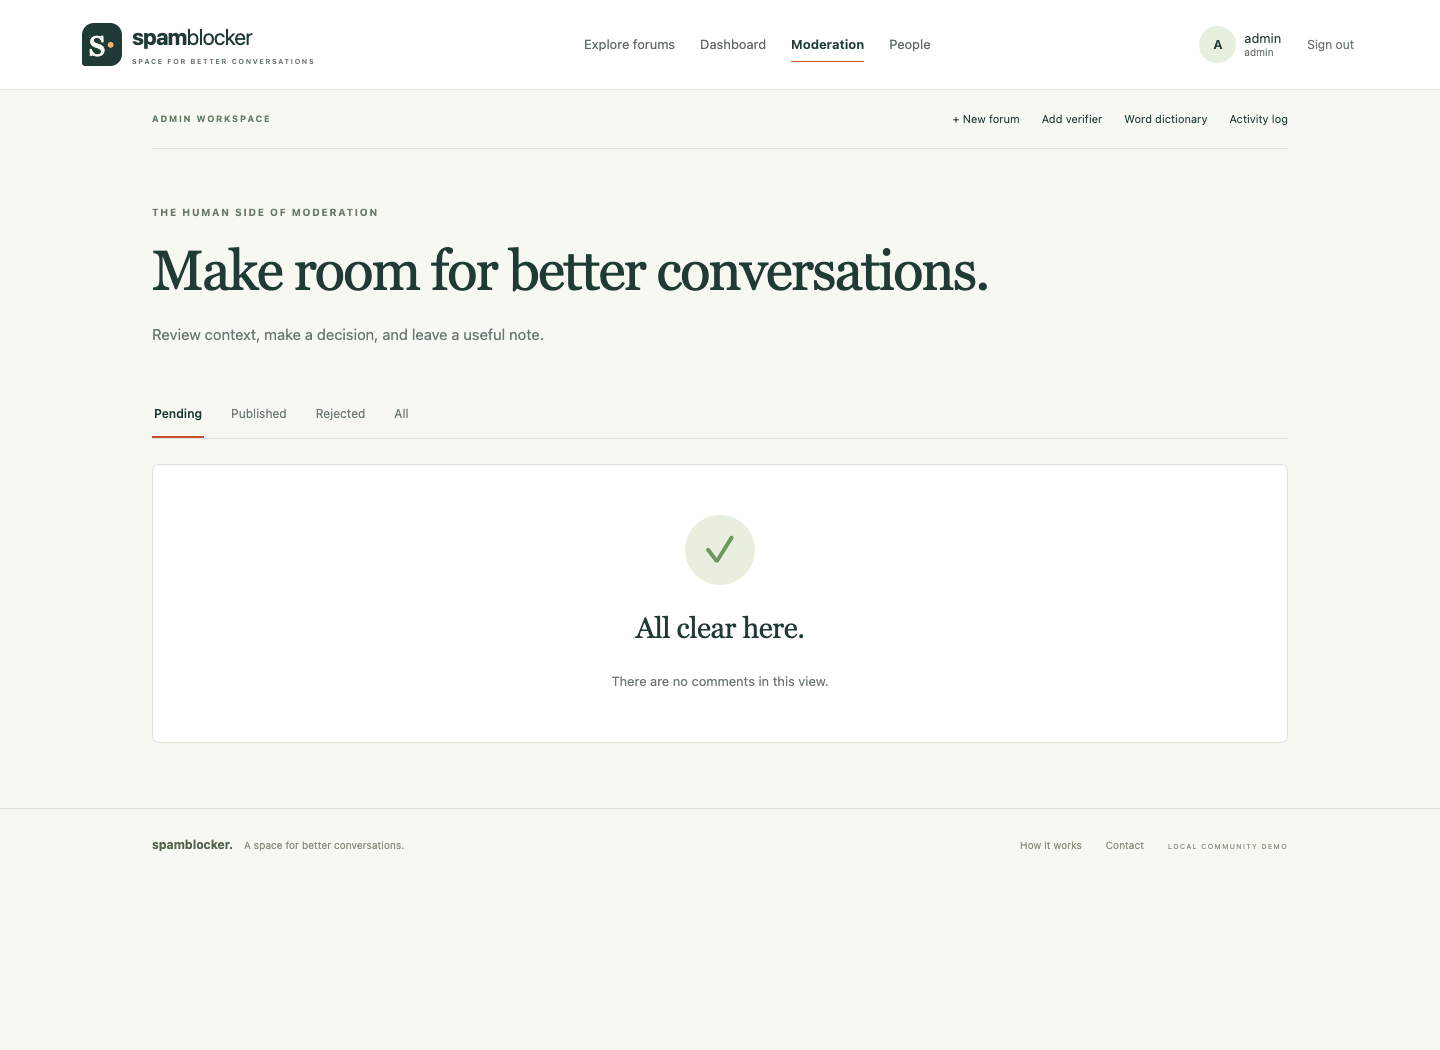 S.
spamblocker
SPACE FOR BETTER CONVERSATIONS
Explore forums
Dashboard
Moderation
People
A
admin
admin
Sign out
ADMIN WORKSPACE
+ New forum
Add verifier
Word dictionary
Activity log
THE HUMAN SIDE OF MODERATION
Make room for better conversations.
Review context, make a decision, and leave a useful note.
Pending
Published
Rejected
All
All clear here.
There are no comments in this view.
spamblocker.
A space for better conversations.
How it works
Contact
LOCAL COMMUNITY DEMO